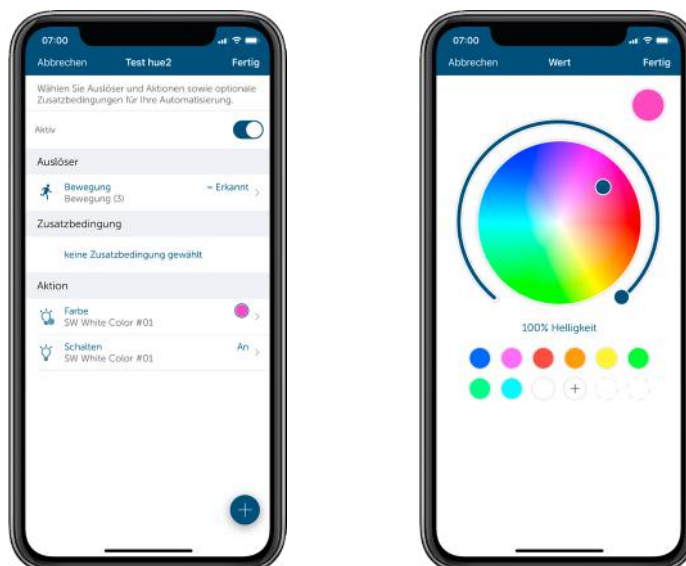 07:00
Abbrechen Test hue2 Fertig
Wählen Sie Auslöser und Aktionen sowie optionale
Zusatzbedingungen für Ihre Automatisierung.
Aktiv
Auslöser
Bewegung = Erkannt
Bewegung (3)
Zusatzbedingung
keine Zusatzbedingung gewählt
Aktion
Farbe
SW White Color #01
Schalten An
SW White Color #01
07:00
Abbrechen Wert Fertig
100% Helligkeit